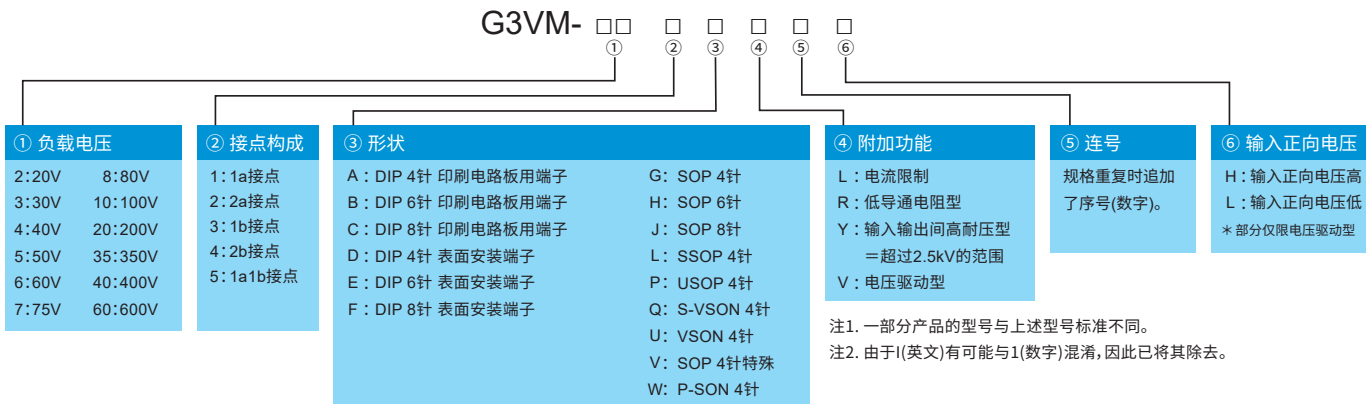 G3VM- □□ □ □ □ □ □
① ② ③ ④ ⑤ ⑥
① 负载电压
2:20V 8:80V
3:30V 10:100V
4:40V 20:200V
5:50V 35:350V
6:60V 40:400V
7:75V 60:600V
② 接点构成
1:1a接点
2:2a接点
3:1b接点
4:2b接点
5:1a1b接点
③ 形状
A:DIP 4针 印刷电路板用端子
B:DIP 6针 印刷电路板用端子
C:DIP 8针 印刷电路板用端子
D:DIP 4针 表面安装端子
E:DIP 6针 表面安装端子
F:DIP 8针 表面安装端子
G: SOP 4针
H: SOP 6针
J: SOP 8针
L: SSOP 4针
P: USOP 4针
Q: S-VSON 4针
U: VSON 4针
V: SOP 4针特殊
W: P-SON 4针
④ 附加功能
L:电流限制
R:低导通电阻型
Y:输入输出间高耐压型
=超过2.5kV的范围
V:电压驱动型
⑤ 连号
规格重复时追加
了序号(数字)。
⑥ 输入正向电压
H:输入正向电压高
L:输入正向电压低
*部分仅限电压驱动型
注1. 一部分产品的型号与上述型号标准不同。
注2. 由于I(英文)有可能与1(数字)混淆,因此已将其除去。